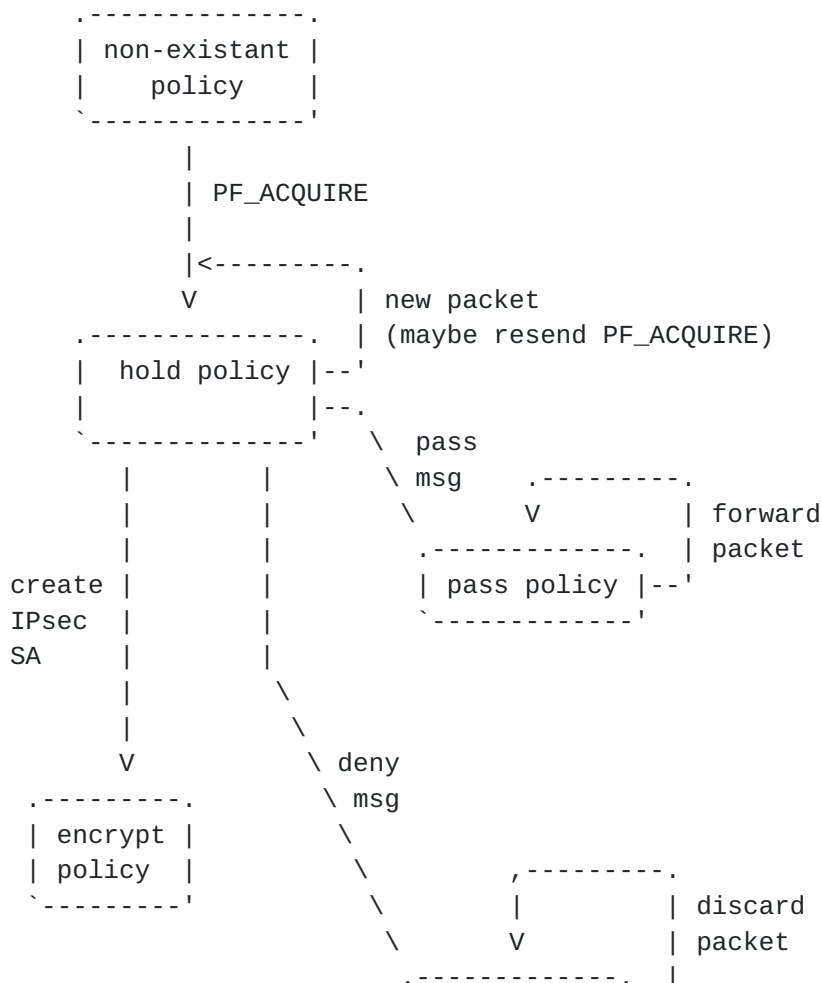 non-existant
policy
PF_ACQUIRE
new packet
(maybe resend PF_ACQUIRE)
hold policy
pass
msg
forward
packet
create
pass policy
IPsec
SA
deny
msg
encrypt
policy
discard
packet